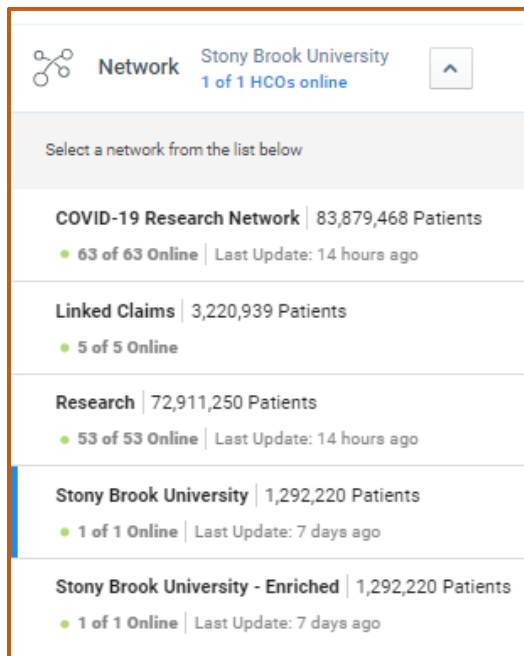 Network
Stony Brook University
1 of 1 HCOs online
Select a network from the list below
COVID-19 Research Network | 83,879,468 Patients
63 of 63 Online | Last Update: 14 hours ago
Linked Claims | 3,220,939 Patients
5 of 5 Online
Research | 72,911,250 Patients
53 of 53 Online | Last Update: 14 hours ago
Stony Brook University | 1,292,220 Patients
1 of 1 Online | Last Update: 7 days ago
Stony Brook University - Enriched | 1,292,220 Patients
1 of 1 Online | Last Update: 7 days ago